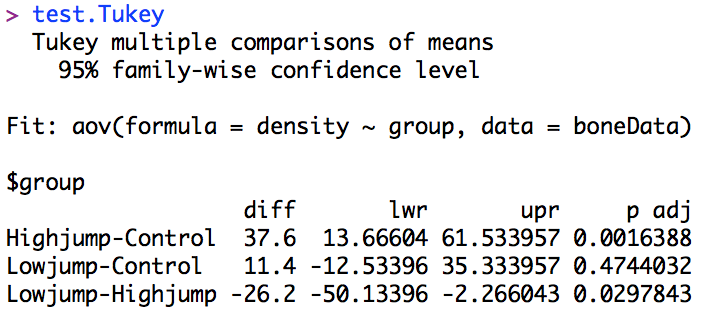 > test.Tukey
  Tukey multiple comparisons of means
    95% family-wise confidence level

Fit: aov(formula = density ~ group, data = boneData)

$group
                  diff       lwr       upr     p adj
Highjump-Control  37.6  13.66604 61.533957 0.0016388
Lowjump-Control   11.4 -12.53396 35.333957 0.4744032
Lowjump-Highjump -26.2 -50.13396 -2.266043 0.0297843